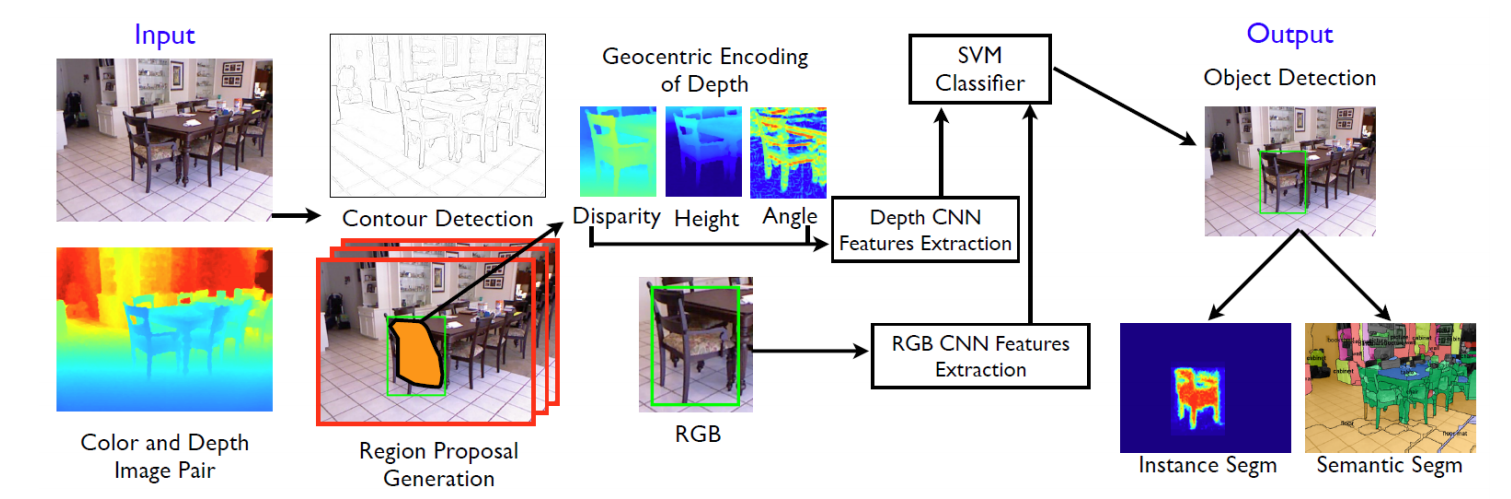 Input
Color and Depth
Image Pair
Contour Detection
Region Proposal
Generation
Geocentric Encoding
of Depth
Disparity Height Angle
RGB
Depth CNN
Features Extraction
RGB CNN Features
Extraction
SVM
Classifier
Output
Object Detection
Instance Segm
Semantic Segm